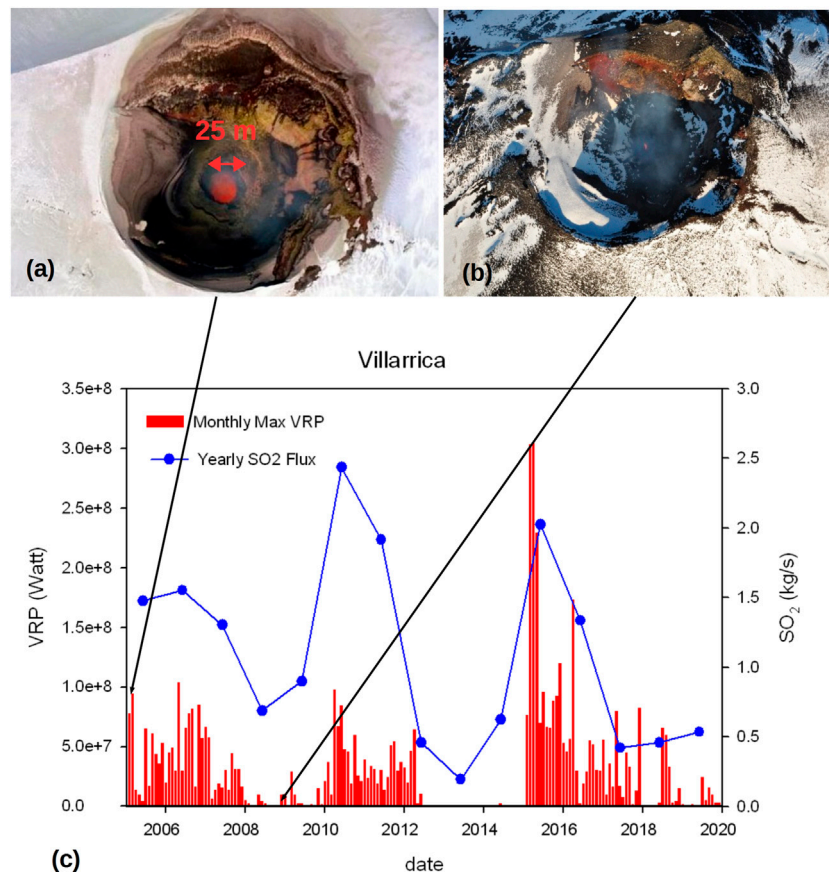 25 m
(a)
(b)
Villarrica
3.5e+8
3.0e+8
2.5e+8
2.0e+8
1.5e+8
1.0e+8
5.0e+7
0.0
VRP (Watt)
Monthly Max VRP
Yearly SO2 Flux
3.0
2.5
2.0
1.5
1.0
0.5
0.0
SO2 (kg/s)
2006 2008 2010 2012 2014 2016 2018 2020
date
(c)